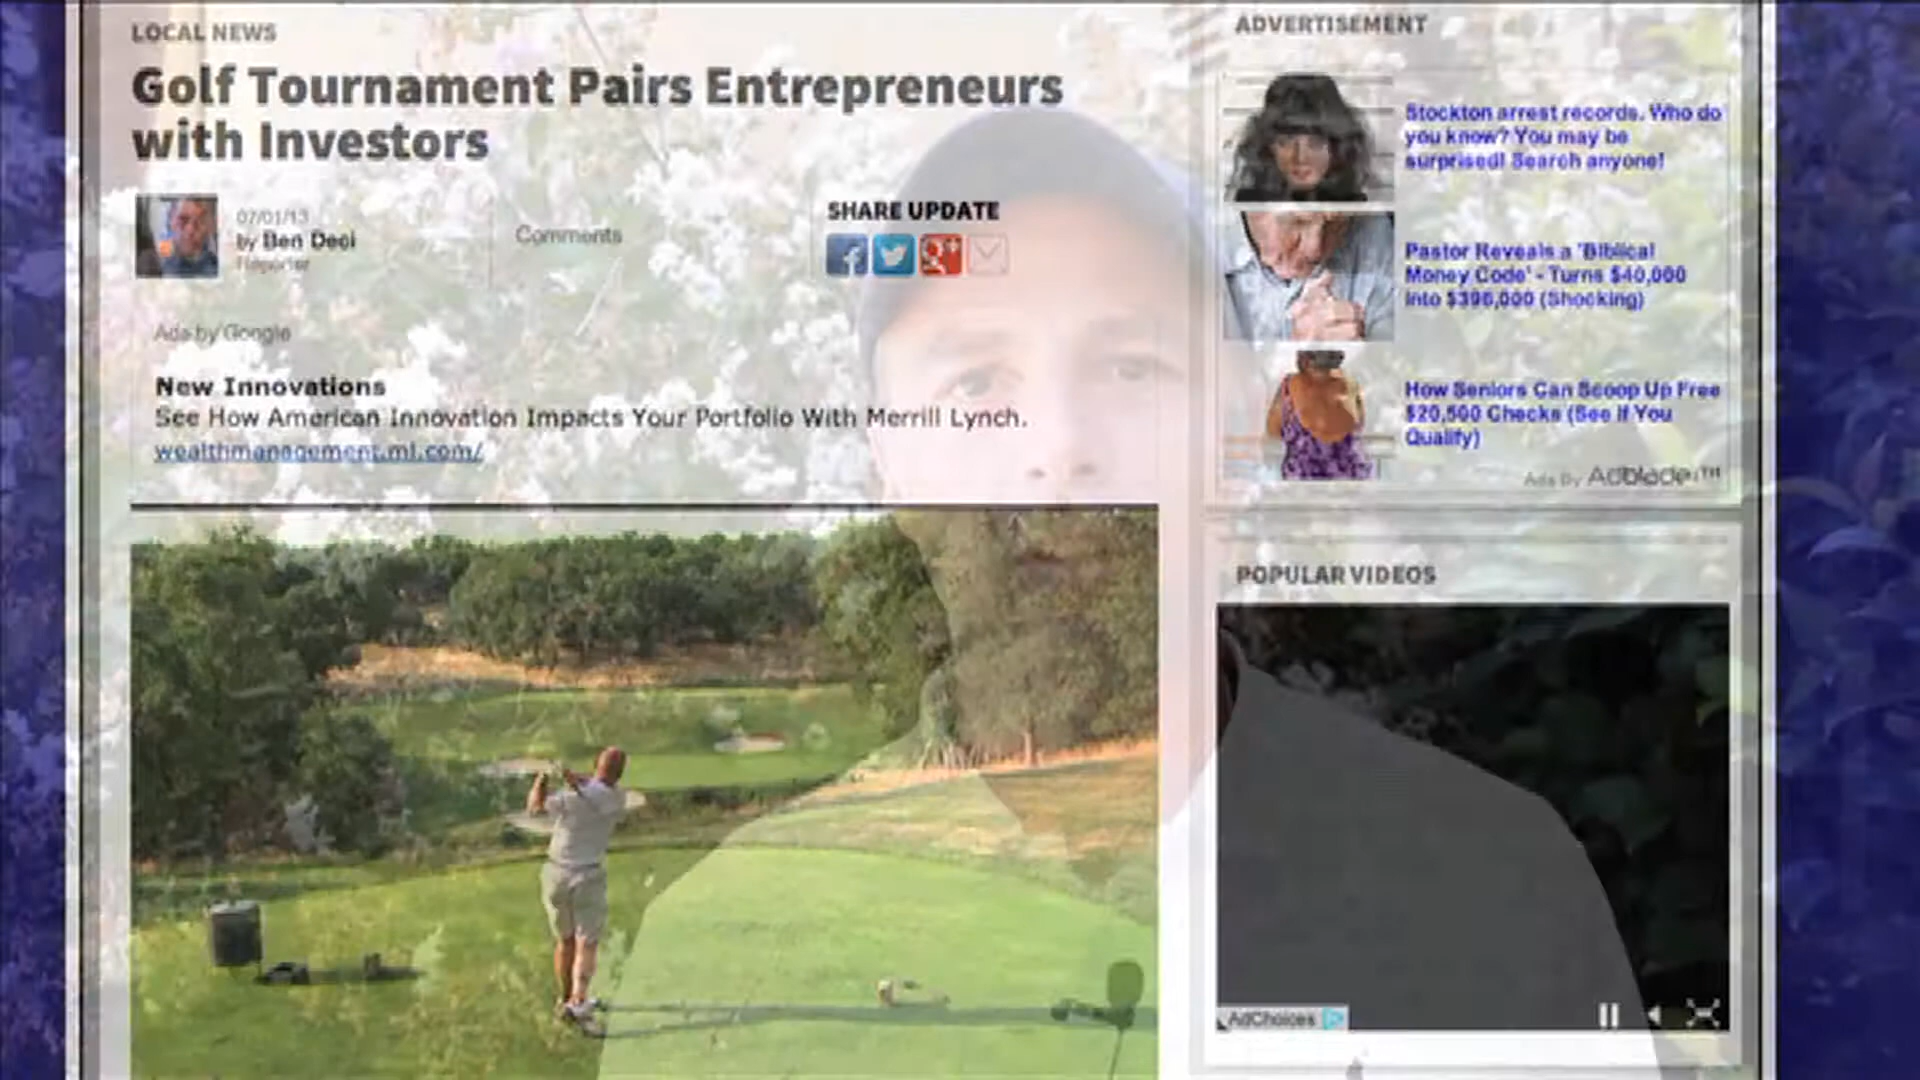 LOCAL NEWS
Golf Tournament Pairs Entrepreneurs
with Investors
07/01/13
by Ben Deci
Reporter
Comments
SHARE UPDATE
Ads by Google
New Innovations
See How American Innovation Impacts Your Portfolio With Merrill Lynch.
wealthmanagement.ml.com/
ADVERTISEMENT
Stockton arrest records. Who do
you know? You may be
surprised! Search anyone!
Pastor Reveals a 'Biblical
Money Code' - Turns $40,000
into $396,000 (Shocking)
How Seniors Can Scoop Up Free
$20,500 Checks (See If You
Qualify)
Ads By Adblade™
POPULAR VIDEOS
AdChoices